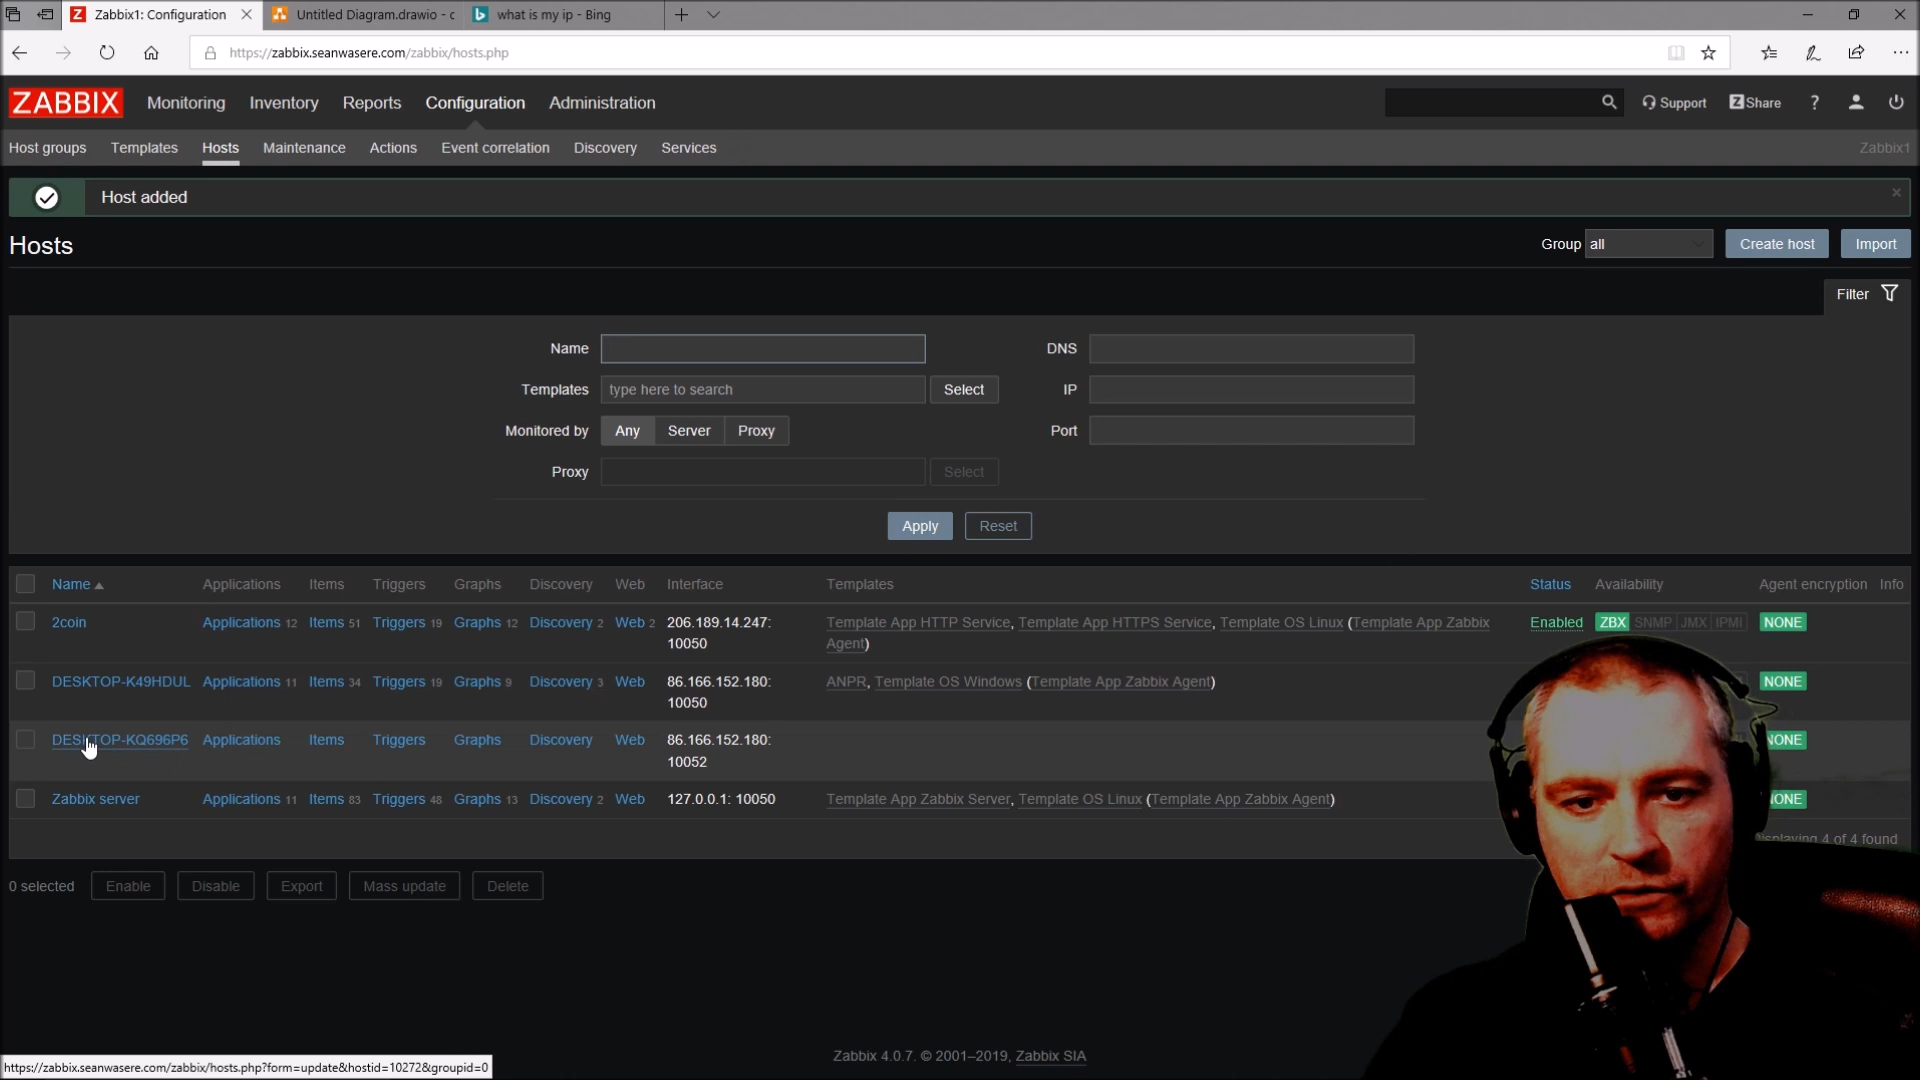 Zabbix1: Configuration
Untitled Diagram.drawio - c
what is my ip - Bing
https://zabbix.seanwasere.com/zabbix/hosts.php
ZABBIX Monitoring Inventory Reports Configuration Administration
Support Share ?
Host groups Templates Hosts Maintenance Actions Event correlation Discovery Services Zabbix1
Host added
Hosts Group all Create host Import
Filter
Name DNS
Templates type here to search Select IP
Monitored by Any Server Proxy Port
Proxy Select
Apply Reset
Name Applications Items Triggers Graphs Discovery Web Interface Templates Status Availability Agent encryption Info
2coin Applications 12 Items 51 Triggers 19 Graphs 12 Discovery 2 Web 2 206.189.14.247: Template App HTTP Service, Template App HTTPS Service, Template OS Linux (Template App Zabbix Enabled ZBX SNMP JMX IPMI NONE
10050 Agent)
DESKTOP-K49HDUL Applications 11 Items 34 Triggers 19 Graphs 9 Discovery 3 Web 86.166.152.180: ANPR, Template OS Windows (Template App Zabbix Agent) NONE
10050
DESKTOP-KQ696P6 Applications Items Triggers Graphs Discovery Web 86.166.152.180: NONE
10052
Zabbix server Applications 11 Items 83 Triggers 48 Graphs 13 Discovery 2 Web 127.0.0.1: 10050 Template App Zabbix Server, Template OS Linux (Template App Zabbix Agent) NONE
Displaying 4 of 4 found
0 selected Enable Disable Export Mass update Delete
Zabbix 4.0.7. © 2001–2019, Zabbix SIA
https://zabbix.seanwasere.com/zabbix/hosts.php?form=update&hostid=10272&groupid=0